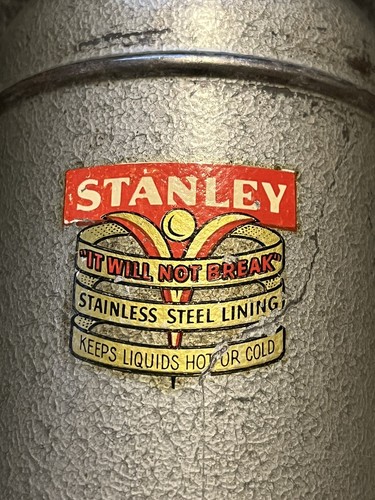 STANLEY
"IT WILL NOT BREAK"
STAINLESS STEEL LINING
KEEPS LIQUIDS HOT OR COLD